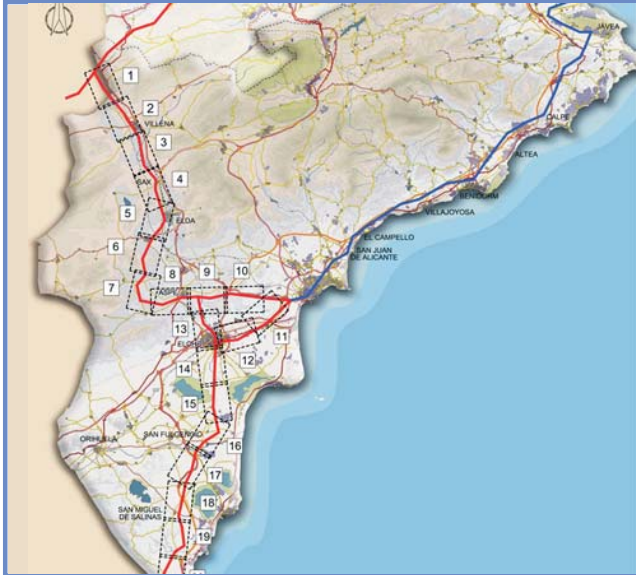 JAVEA
1
CALPE
2
VILLENA
3
ALTEA
SAX
4
BENIDORM
5
ELDA
VILLAJOYOSA
EL CAMPELLO
6
SAN JUAN
DE ALICANTE
7
8
9
10
13
11
12
14
15
ORIHUELA
SAN FULGENCIO
16
17
SAN MIGUEL
DE SALINAS
18
19